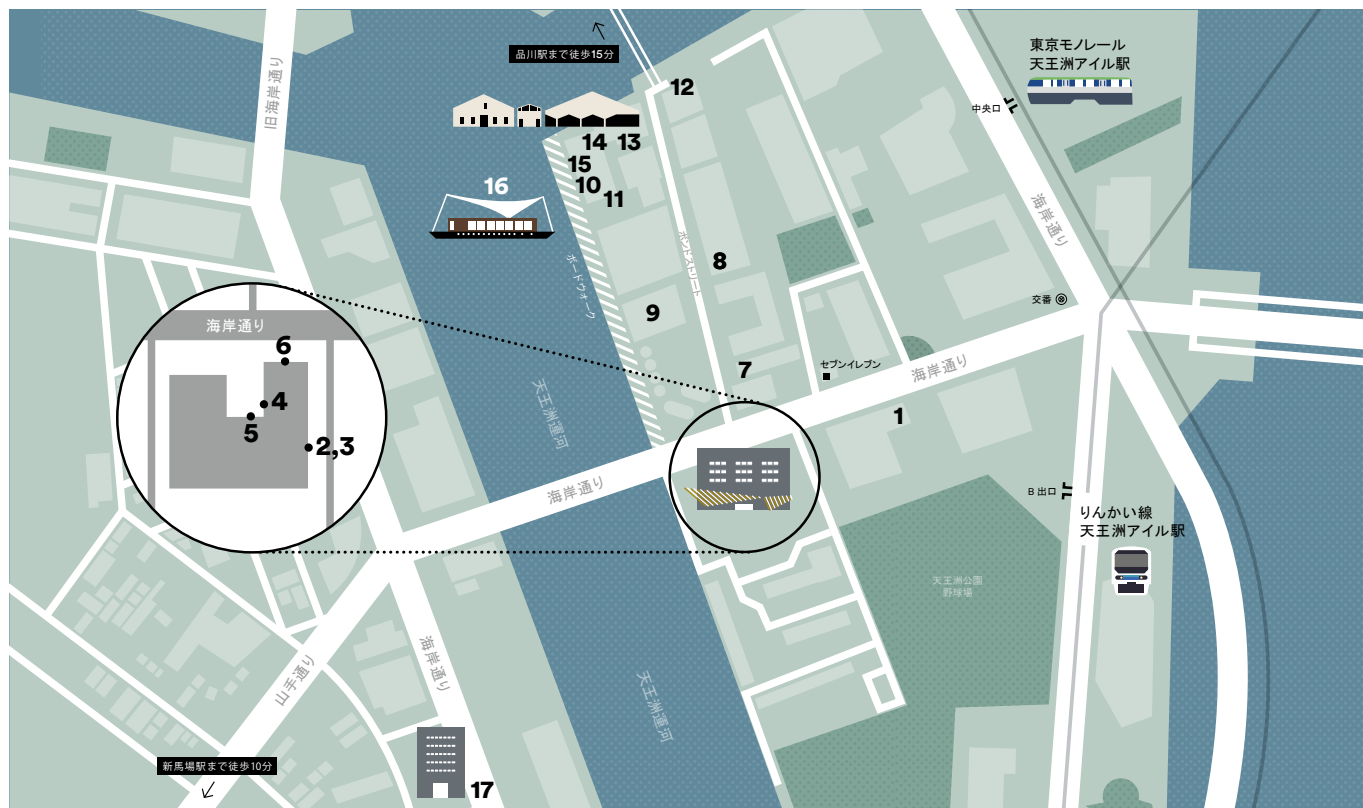 品川駅まで徒歩15分
東京モノレール
天王洲アイル駅
中央口
旧海岸通り
12
14
13
15
10
11
16
海岸通り
ボンドストリート
ボードウォーク
8
9
交番
7
セブンイレブン
海岸通り
1
海岸通り
6
4
5
2,3
天王洲運河
海岸通り
B 出口
りんかい線
天王洲アイル駅
天王洲公園
野球場
海岸通り
山手通り
天王洲運河
新馬場駅まで徒歩10分
17